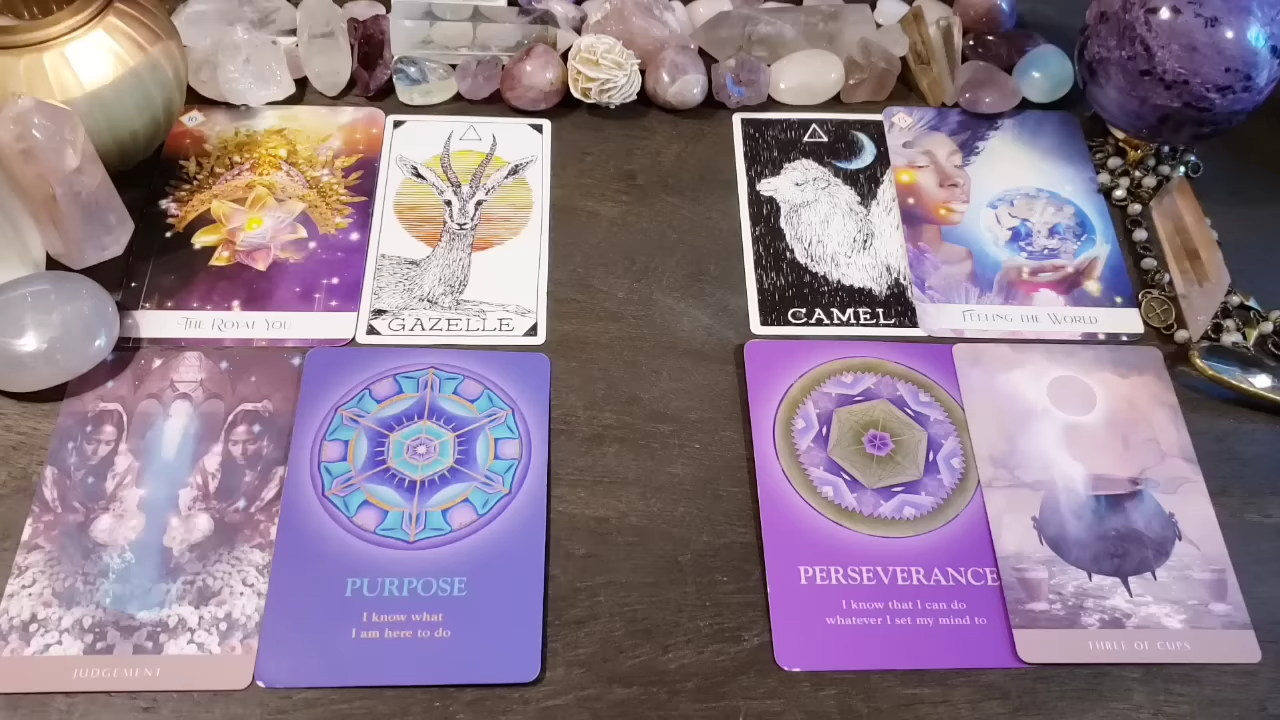 16
THE ROYAL YOU
GAZELLE
JUDGEMENT
PURPOSE
I know what
I am here to do
CAMEL
FEELING THE WORLD
PERSEVERANCE
I know that I can do
whatever I set my mind to
THREE OF CUPS